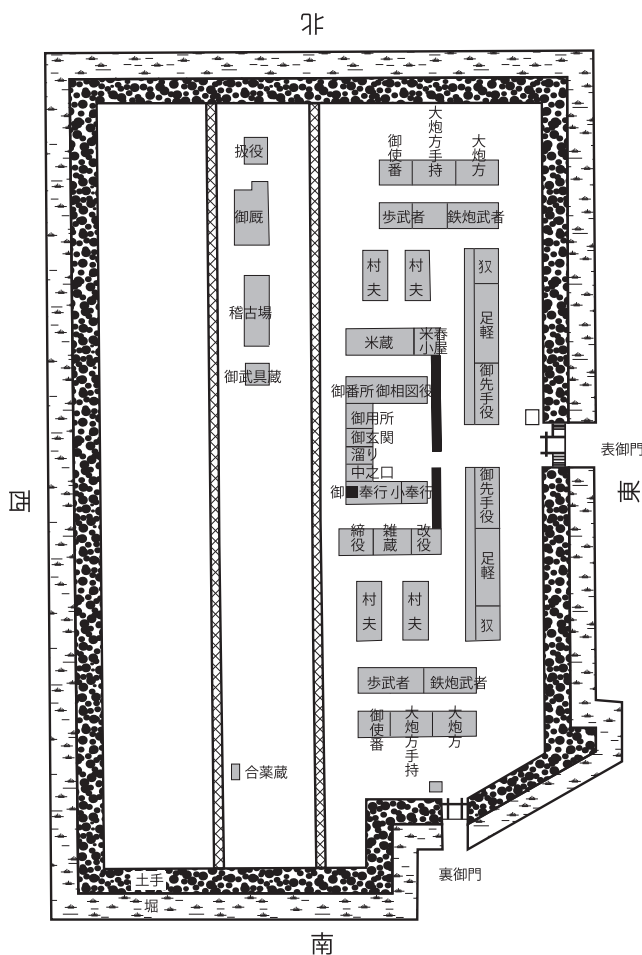 北
大炮方手持
御使番
大炮方
扱役
御厩
歩武者
鉄炮武者
村夫
村夫
稽古場
足軽
米蔵
米舂小屋
御武具蔵
御先手役
御番所
御相図役
御用所
御玄関
溜り
中之口
御■奉行
小奉行
表御門
西
東
御先手役
締役
雑蔵
改役
足軽
村夫
村夫
歩武者
鉄炮武者
御使番
大炮方手持
大炮方
合薬蔵
土手
裏御門
堀
南